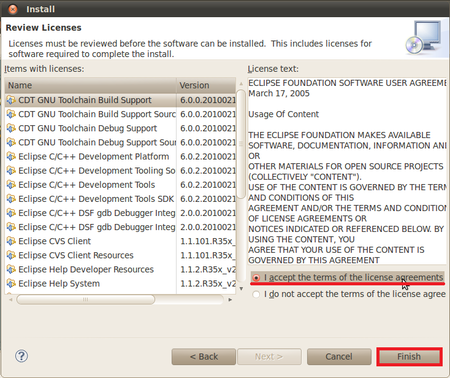 Install
Review Licenses
Licenses must be reviewed before the software can be installed. This includes licenses for
software required to complete the install.
Items with licenses:
Name Version
CDT GNU Toolchain Build Support 6.0.0.2010021
CDT GNU Toolchain Build Support Sourc 6.0.0.2010021
CDT GNU Toolchain Debug Support 6.0.0.2010021
CDT GNU Toolchain Debug Support Sour 6.0.0.2010021
Eclipse C/C++ Development Platform 6.0.2.2010021
Eclipse C/C++ Development Tooling So 6.0.2.2010021
Eclipse C/C++ Development Tools 6.0.2.2010021
Eclipse C/C++ Development Tools SDK 6.0.2.2010021
Eclipse C/C++ DSF gdb Debugger Integ 2.0.0.2010021
Eclipse C/C++ DSF gdb Debugger Integ 2.0.0.2010021
Eclipse CVS Client 1.1.101.R35x_
Eclipse CVS Client Resources 1.1.101.R35x_
Eclipse Help Developer Resources 1.1.2.R35x_v2
Eclipse Help System 1.1.2.R35x_v2
License text:
ECLIPSE FOUNDATION SOFTWARE USER AGREEME
March 17, 2005
Usage Of Content
THE ECLIPSE FOUNDATION MAKES AVAILABLE
SOFTWARE, DOCUMENTATION, INFORMATION AN
OR
OTHER MATERIALS FOR OPEN SOURCE PROJECTS
(COLLECTIVELY "CONTENT").
USE OF THE CONTENT IS GOVERNED BY THE TERM
AND CONDITIONS OF THIS
AGREEMENT AND/OR THE TERMS AND CONDITION
OF LICENSE AGREEMENTS OR
NOTICES INDICATED OR REFERENCED BELOW. BY
USING THE CONTENT, YOU
AGREE THAT YOUR USE OF THE CONTENT IS
GOVERNED BY THIS AGREEMENT
I accept the terms of the license agreements
I do not accept the terms of the license agree
< Back
Next >
Cancel
Finish